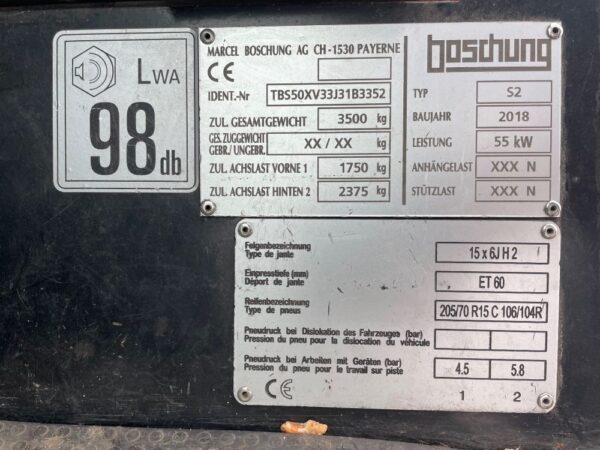 LWA
98 db
MARCEL BOSCHUNG AG CH-1530 PAYERNE
boschung
CE
IDENT.-Nr TBS50XV33J31B3352
TYP S2
ZUL. GESAMTGEWICHT 3500 kg
BAUJAHR 2018
GES. ZUGGEWICHT
GEBR./ UNGEBR. XX / XX kg
LEISTUNG 55 kW
ZUL. ACHSLAST VORNE 1 1750 kg
ANHÄNGELAST XXX N
ZUL. ACHSLAST HINTEN 2 2375 kg
STÜTZLAST XXX N
Felgenbezeichnung
Type de jante 15 x 6J H 2
Einpresstiefe (mm)
Déport de jante ET 60
Reifenbezeichnung
Type de pneus 205/70 R15 C 106/104R
Pneudruck bei Dislokation des Fahrzeuges (bar)
Pression du pneu pour la dislocation du véhicule
Pneudruck bei Arbeiten mit Geräten (bar)
Pression du pneu pour le travail sur piste 4.5 5.8
CE 1 2